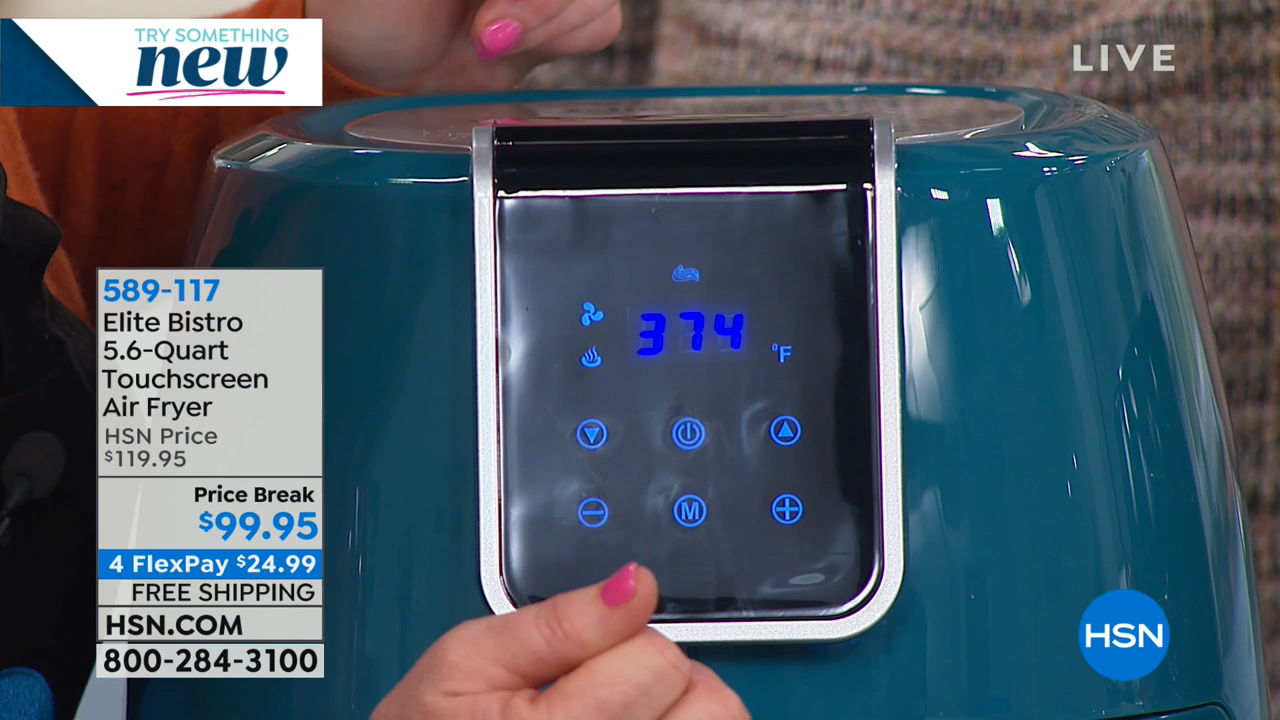 TRY SOMETHING
new
LIVE
589-117
Elite Bistro
5.6-Quart
Touchscreen
Air Fryer
HSN Price
$119.95
Price Break
$99.95
4 FlexPay $24.99
FREE SHIPPING
HSN.COM
800-284-3100
374
°F
M
HSN